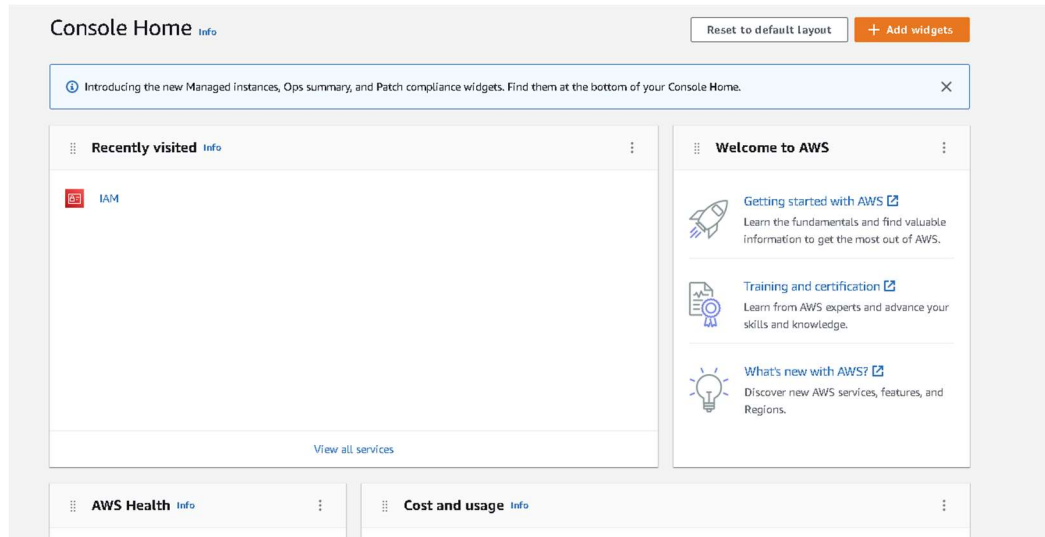 Console Home Info
Reset to default layout
+ Add widgets
Introducing the new Managed instances, Ops summary, and Patch compliance widgets. Find them at the bottom of your Console Home.
Recently visited Info
IAM
View all services
Welcome to AWS
Getting started with AWS
Learn the fundamentals and find valuable
information to get the most out of AWS.
Training and certification
Learn from AWS experts and advance your
skills and knowledge.
What's new with AWS?
Discover new AWS services, features, and
Regions.
AWS Health Info
Cost and usage Info